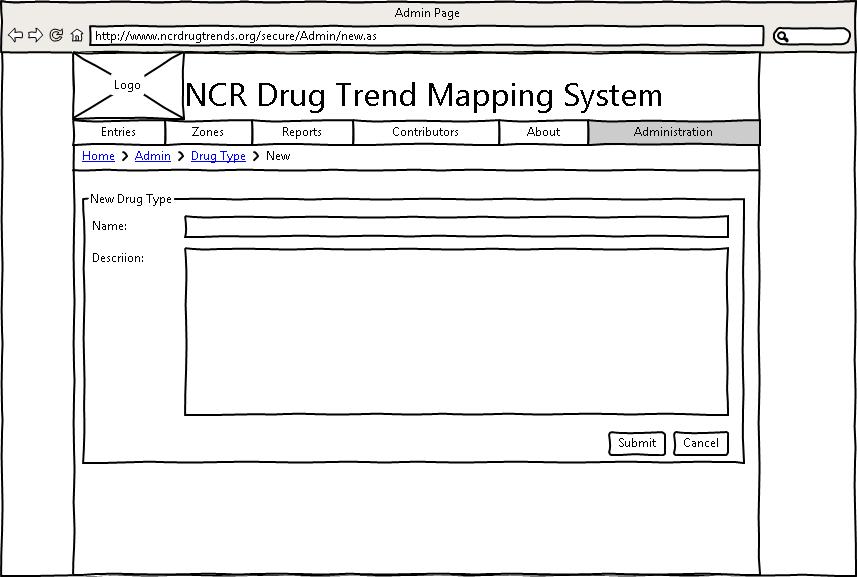 Admin Page
http://www.ncrdrugtrends.org/secure/Admin/new.as
Logo
NCR Drug Trend Mapping System
Entries Zones Reports Contributors About Administration
Home > Admin > Drug Type > New
New Drug Type
Name:
Descriion:
Submit Cancel